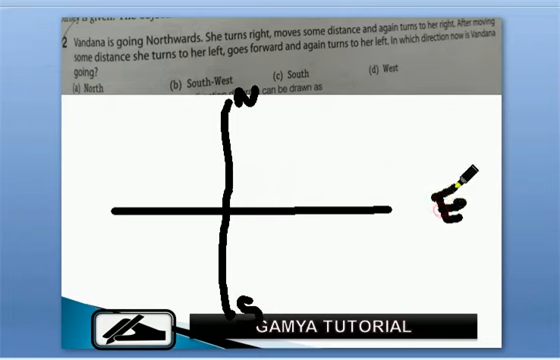 2 Vandana is going Northwards. She turns right, moves some distance and again turns to her right. After moving
some distance she turns to her left, goes forward and again turns to her left. In which direction now is Vandana
going?
(a) North (b) South-West (c) South (d) West
can be drawn as
N
E
S
GAMYA TUTORIAL